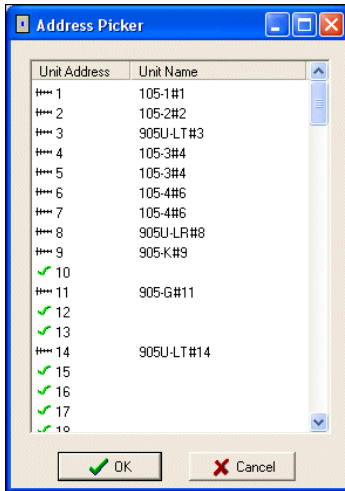 Address Picker
Unit Address Unit Name
1 105-1#1
2 105-2#2
3 905U-LT#3
4 105-3#4
5 105-3#4
6 105-4#6
7 105-4#6
8 905U-LR#8
9 905-K#9
10
11 905-G#11
12
13
14 905U-LT#14
15
16
17
18
OK Cancel